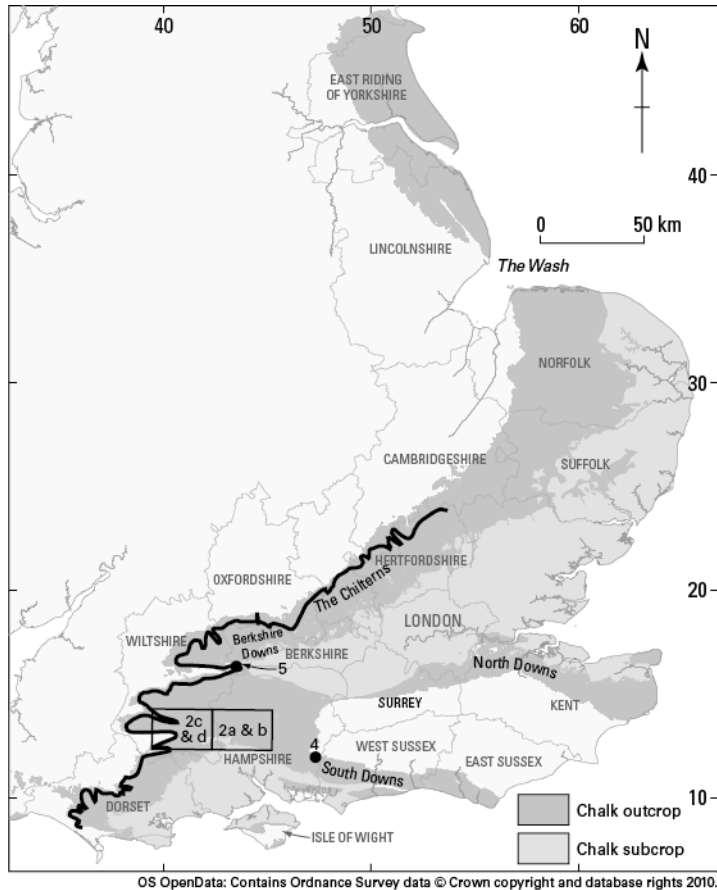 40 50 60
N
EAST RIDING
OF YORKSHIRE
40
0 50 km
LINCOLNSHIRE
The Wash
NORFOLK
30
CAMBRIDGESHIRE
SUFFOLK
HERTFORDSHIRE
OXFORDSHIRE
The Chilterns
20
WILTSHIRE
Berkshire
Downs
LONDON
BERKSHIRE
5
North Downs
SURREY
KENT
2c
& d
2a & b
4
WEST SUSSEX
HAMPSHIRE
EAST SUSSEX
South Downs
DORSET
10
Chalk outcrop
ISLE OF WIGHT
Chalk subcrop
OS OpenData: Contains Ordnance Survey data © Crown copyright and database rights 2010.